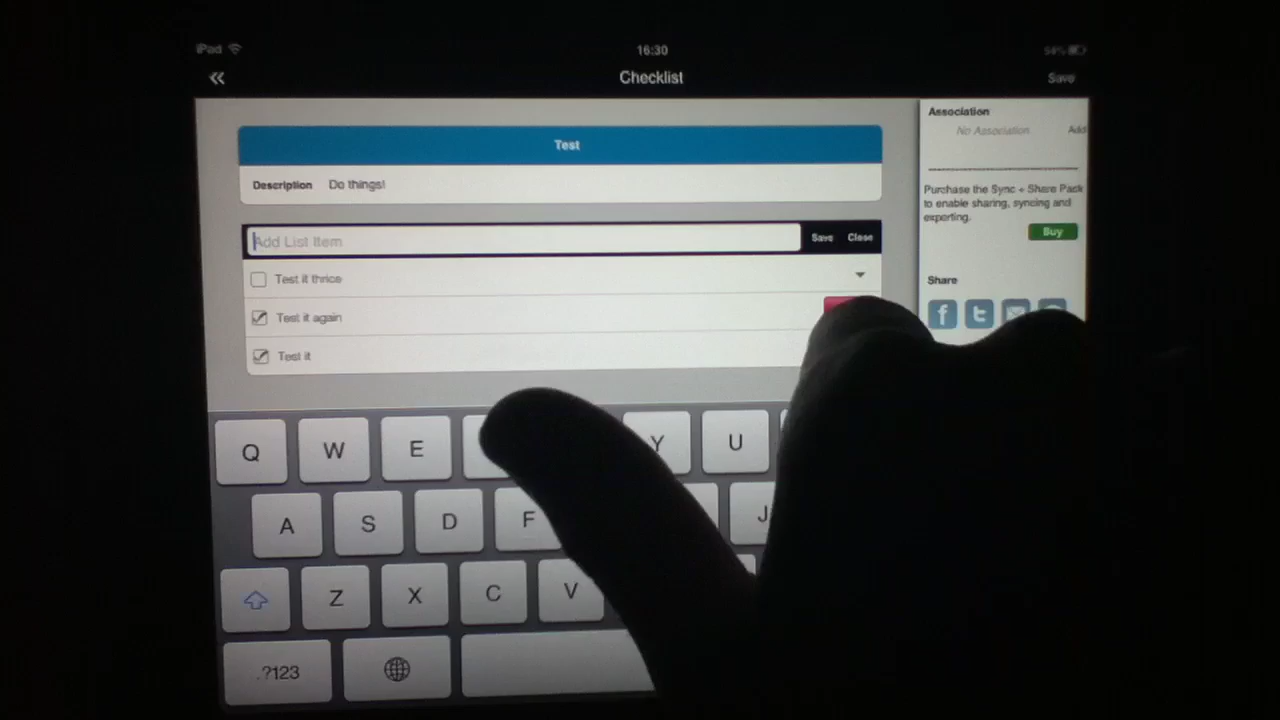 iPad 16:30 58%
Checklist Save
Test
Description Do things!
Add List Item Save Close
Test it thrice
Test it again
Test it
Association
No Association Add
Purchase the Sync + Share Pack
to enable sharing, syncing and
exporting.
Buy
Share
f t
Q W E Y U
A S D F J
Z X C V
.?123